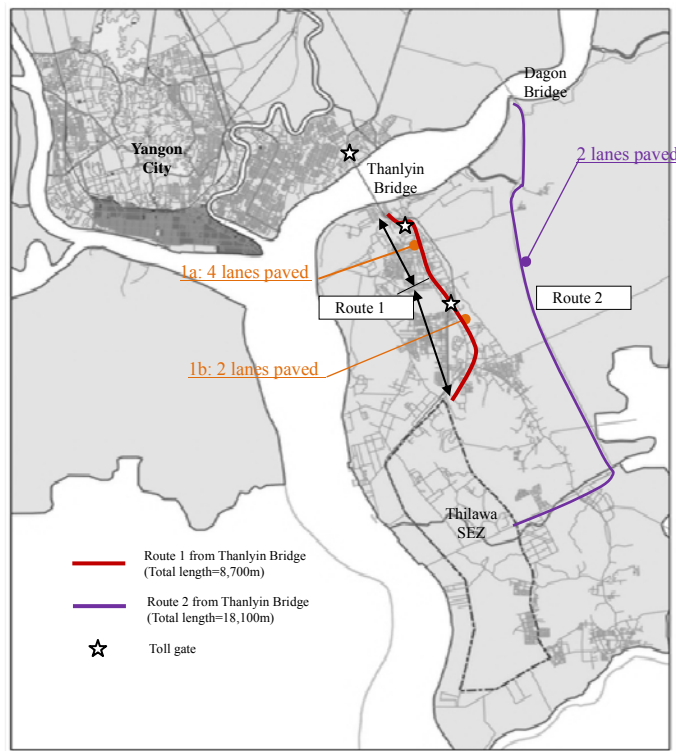 Dagon
Bridge
Yangon
City
2 lanes paved
Thanlyin
Bridge
1a: 4 lanes paved
Route 2
Route 1
1b: 2 lanes paved
Thilawa
SEZ
Route 1 from Thanlyin Bridge
(Total length=8,700m)
Route 2 from Thanlyin Bridge
(Total length=18,100m)
Toll gate